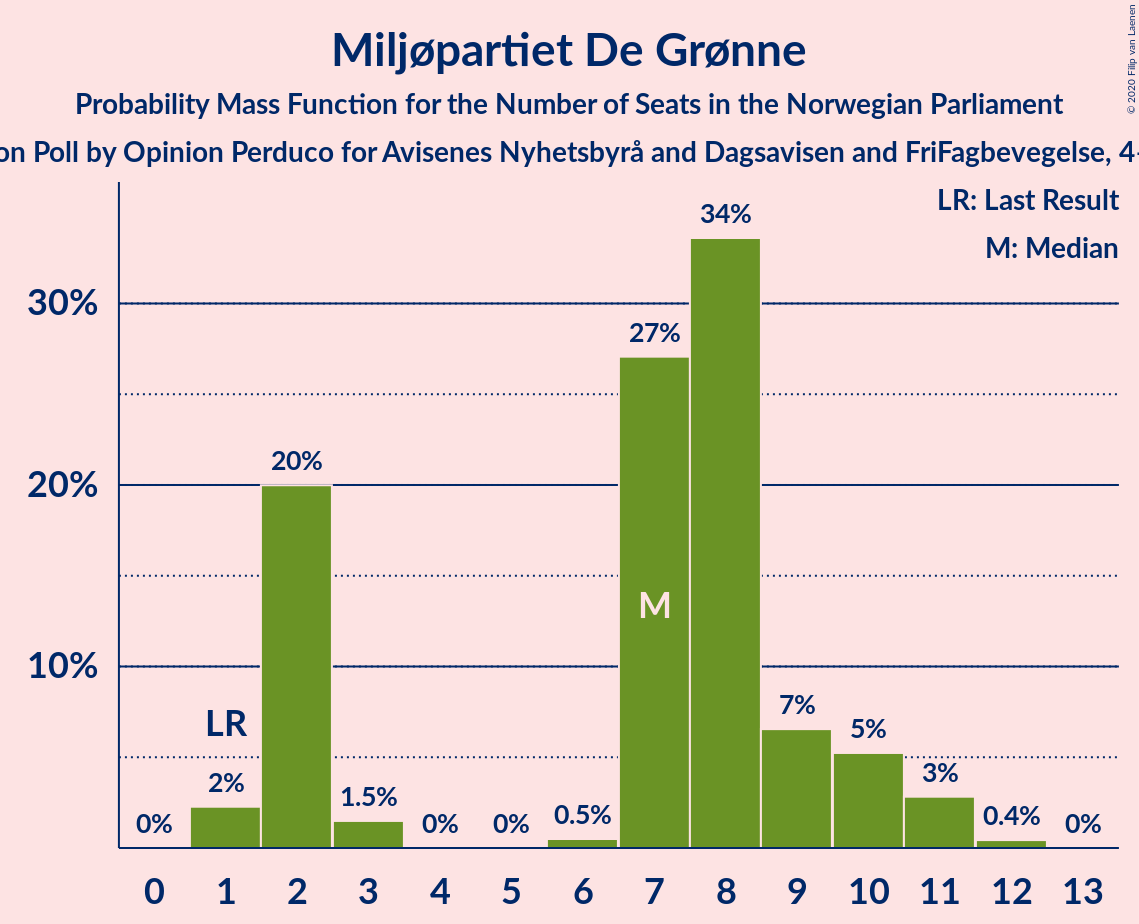 © 2020 Filip van Laenen
Miljøpartiet De Grønne
Probability Mass Function for the Number of Seats in the Norwegian Parliament
on Poll by Opinion Perduco for Avisenes Nyhetsbyrå and Dagsavisen and FriFagbevegelse, 4-
LR: Last Result
M: Median
34%
30%
27%
20%
20%
M
10%
LR
7%
5%
3%
2%
1.5%
0.5%
0.4%
0%
0%
0%
0%
0 1 2 3 4 5 6 7 8 9 10 11 12 13